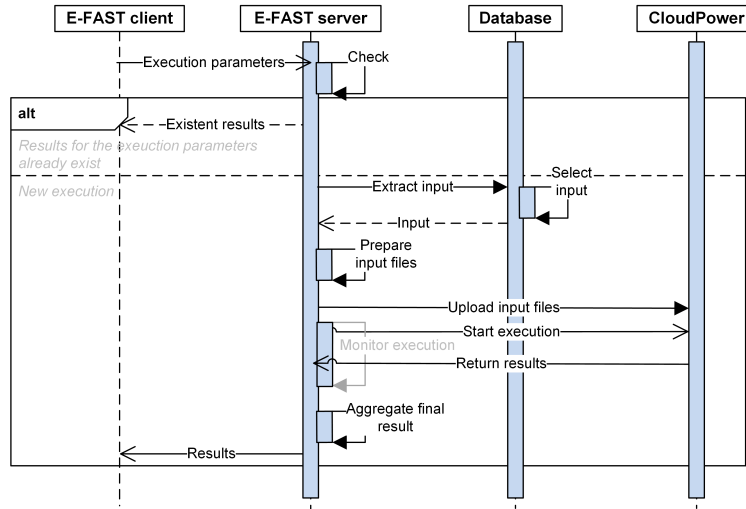 E-FAST client
E-FAST server
Database
CloudPower
Execution parameters
Check
alt
Existent results
Results for the exeuction parameters
already exist
New execution
Extract input
Select
input
Input
Prepare
input files
Upload input files
Start execution
Monitor execution
Return results
Aggregate final
result
Results